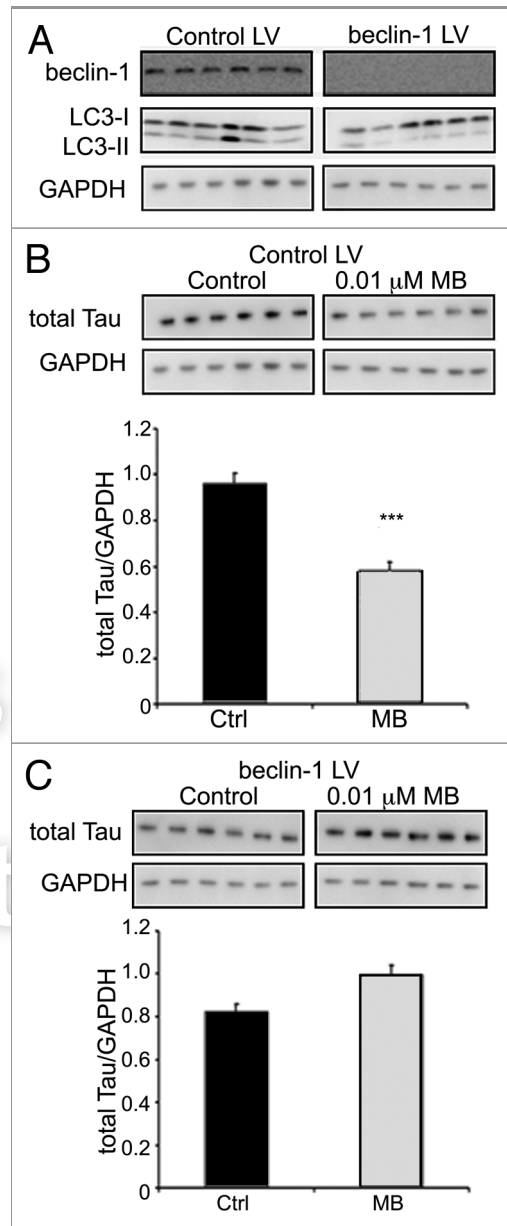 A
Control LV beclin-1 LV
beclin-1
LC3-I
LC3-II
GAPDH
B
Control LV
Control 0.01 μM MB
total Tau
GAPDH
total Tau/GAPDH
1.2
1.0
0.8
0.6
0.4
0.2
0
***
Ctrl MB
C
beclin-1 LV
Control 0.01 μM MB
total Tau
GAPDH
total Tau/GAPDH
1.2
1.0
0.8
0.6
0.4
0.2
0
Ctrl MB